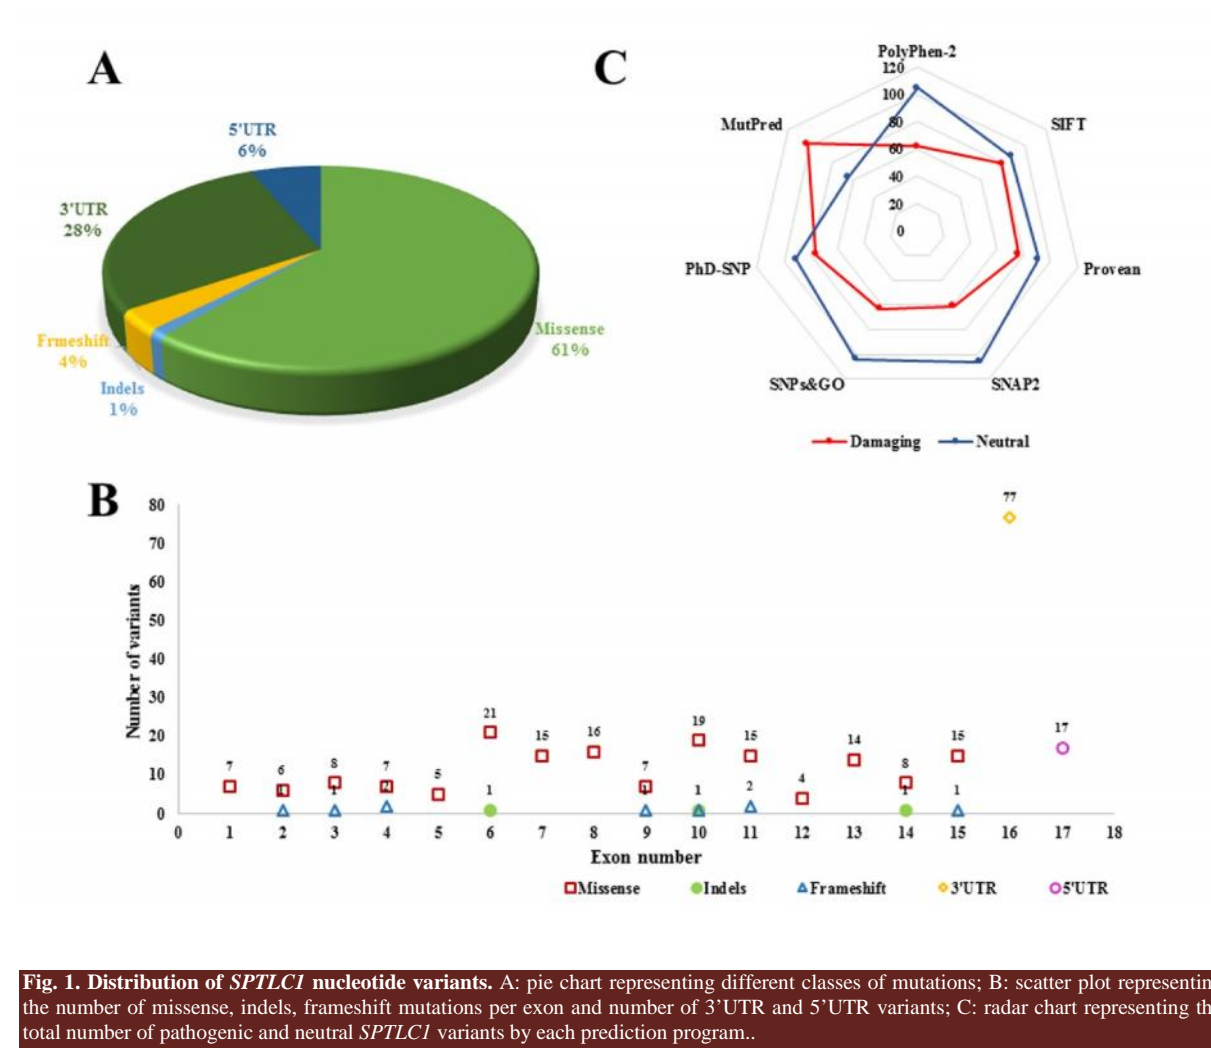 A
5'UTR
6%
3'UTR
28%
Frmeshift
4%
Indels
1%
Missense
61%
C
PolyPhen-2
120
100
80
60
40
20
0
MutPred
SIFT
PhD-SNP
Provean
SNPs&GO
SNAP2
Damaging
Neutral
B
Number of variants
80
70
60
50
40
30
20
10
0
77
21
19
17
15
16
15
15
14
7
6
8
7
5
7
4
8
1
1
2
1
1
1
2
1
1
0 1 2 3 4 5 6 7 8 9 10 11 12 13 14 15 16 17 18
Exon number
Missense Indels Frameshift 3'UTR 5'UTR
Fig. 1. Distribution of SPTLC1 nucleotide variants. A: pie chart representing different classes of mutations; B: scatter plot representin
the number of missense, indels, frameshift mutations per exon and number of 3’UTR and 5’UTR variants; C: radar chart representing th
total number of pathogenic and neutral SPTLC1 variants by each prediction program..